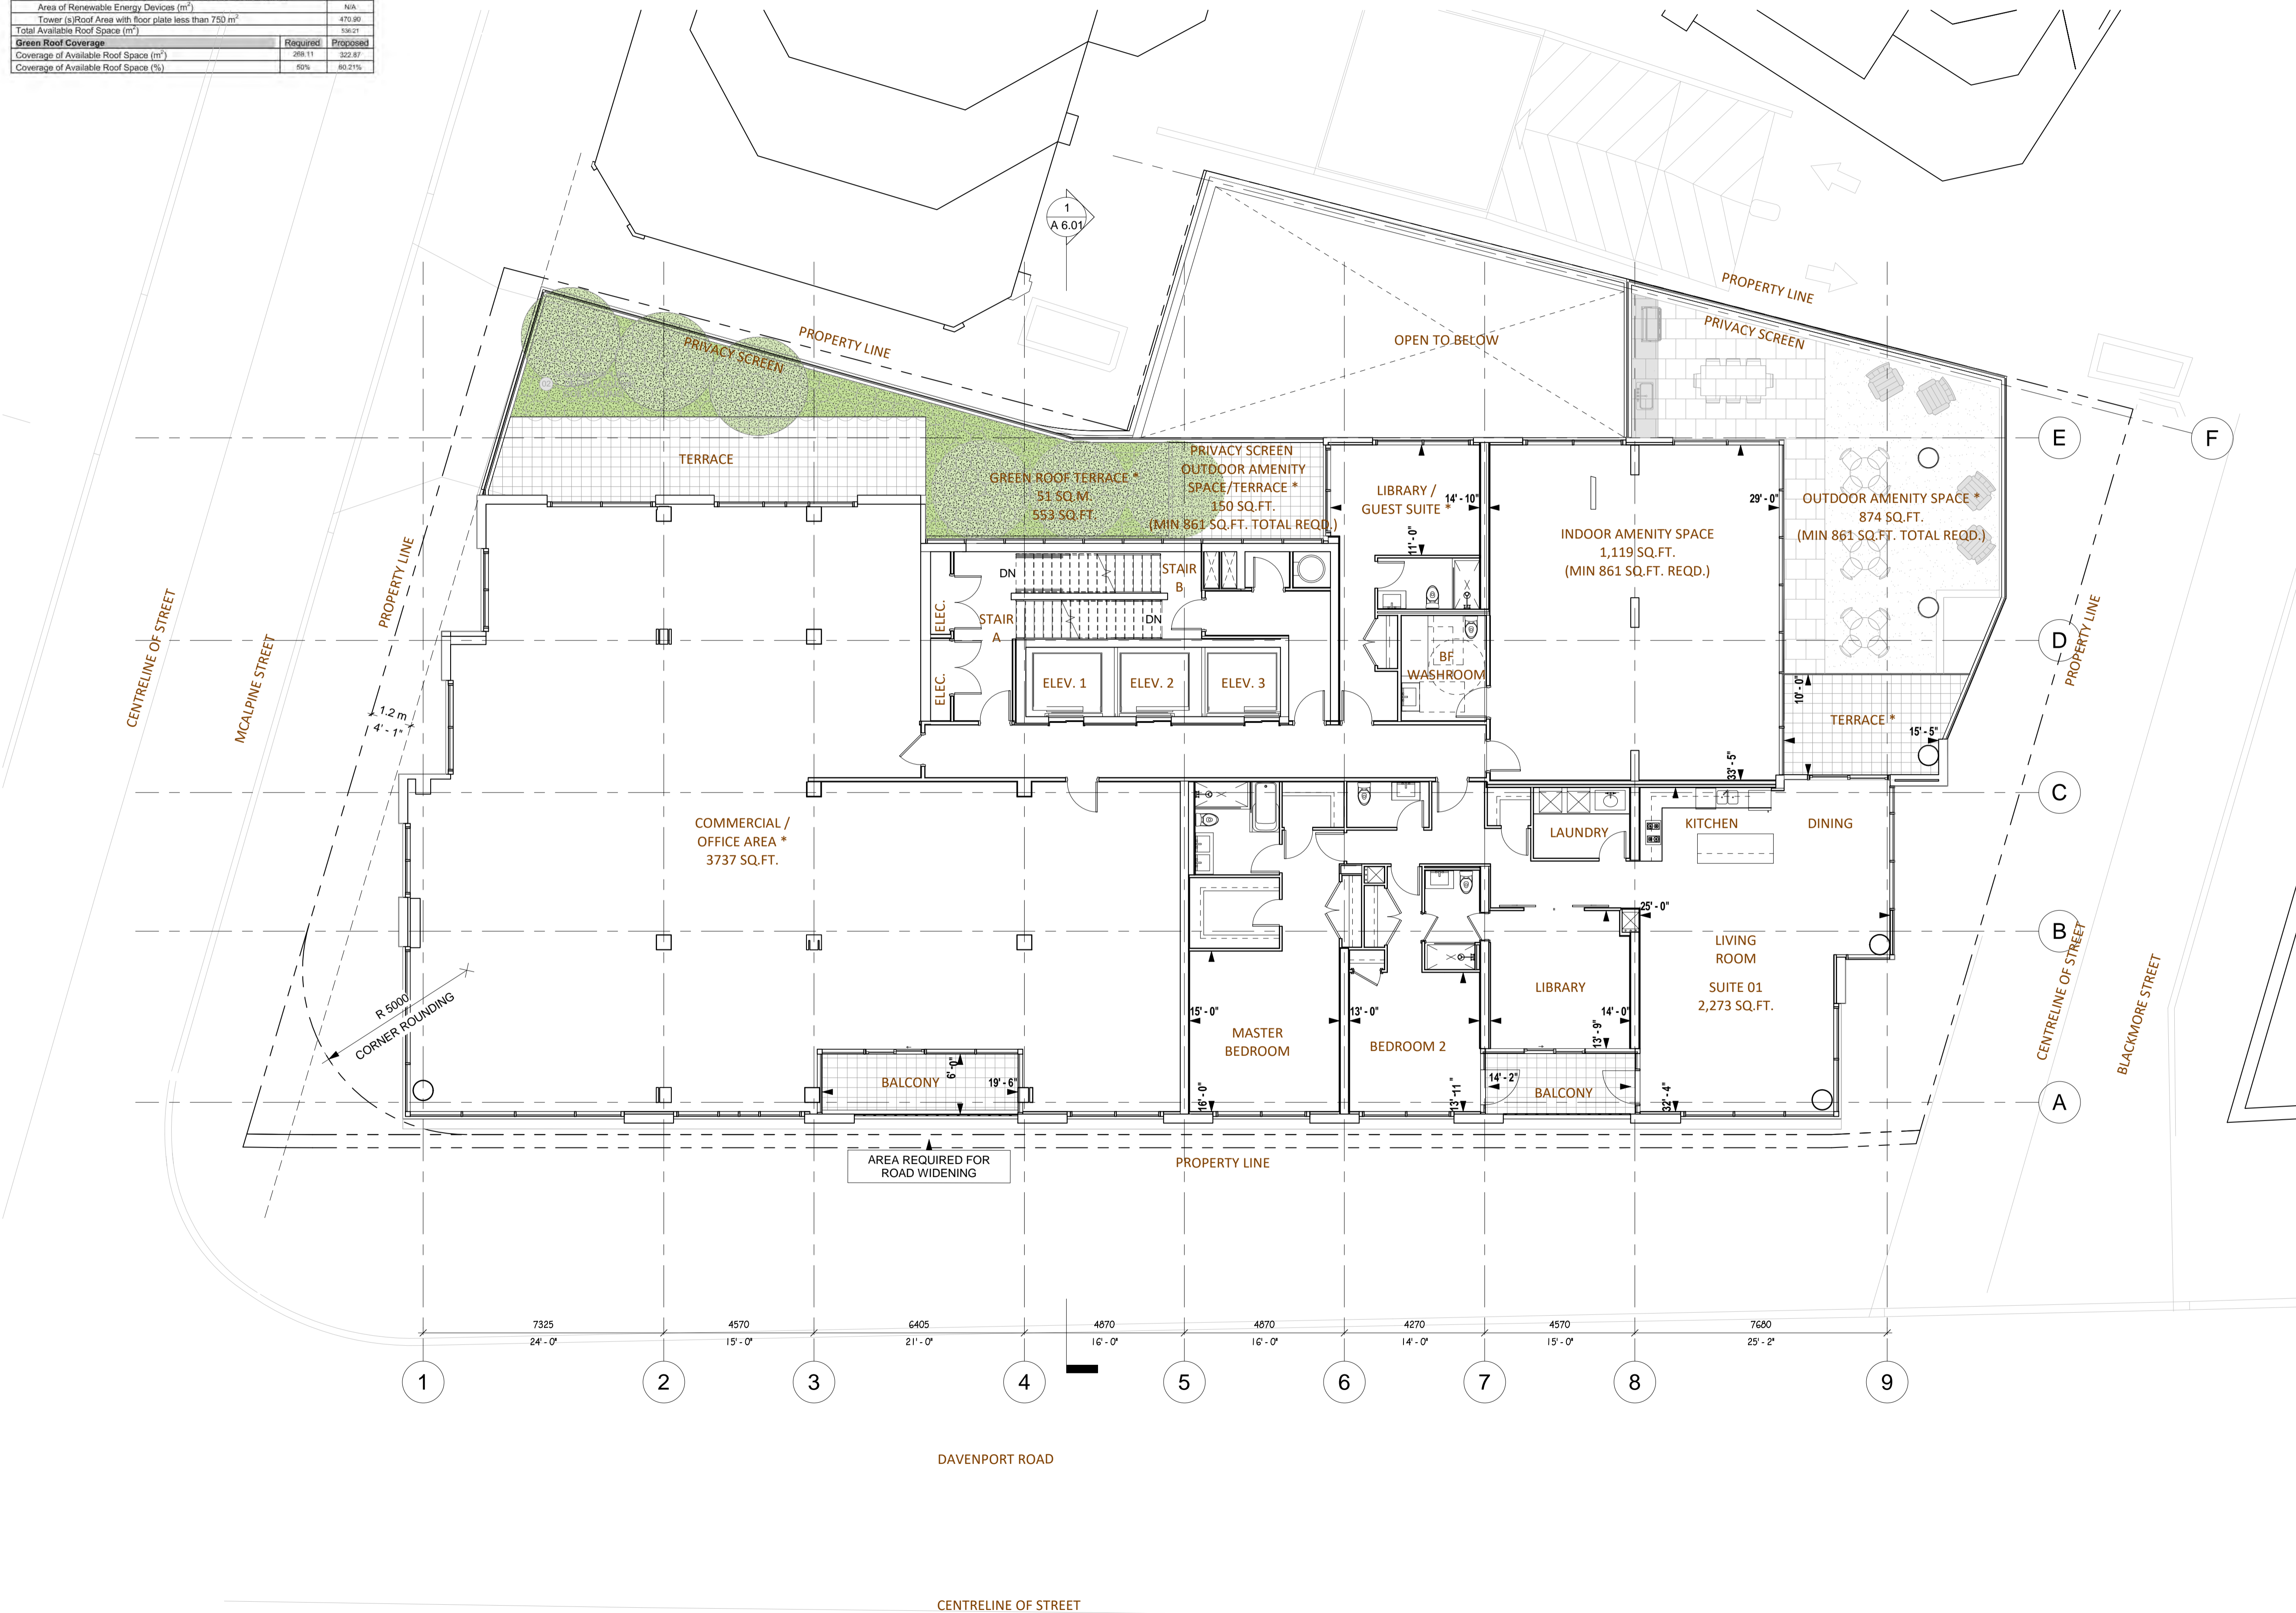 Area of Renewable Energy Devices (m²) N/A
Tower (s)Roof Area with floor plate less than 750 m² 470.90
Total Available Roof Space (m²) 536.21
Green Roof Coverage Required Proposed
Coverage of Available Roof Space (m²) 268.11 322.87
Coverage of Available Roof Space (%) 50% 60.21%
1
A 6.01
PROPERTY LINE
PRIVACY SCREEN
PROPERTY LINE
PRIVACY SCREEN
OPEN TO BELOW
E
F
TERRACE
GREEN ROOF TERRACE *
51 SQ.M.
553 SQ.FT.
PRIVACY SCREEN
OUTDOOR AMENITY
SPACE/TERRACE *
150 SQ.FT.
(MIN 861 SQ.FT. TOTAL REQD.)
LIBRARY /
GUEST SUITE *
14' - 10"
11' - 0"
29' - 0"
INDOOR AMENITY SPACE
1,119 SQ.FT.
(MIN 861 SQ.FT. REQD.)
33' - 5"
OUTDOOR AMENITY SPACE *
874 SQ.FT.
(MIN 861 SQ.FT. TOTAL REQD.)
CENTRELINE OF STREET
MCALPINE STREET
PROPERTY LINE
1.2 m
4' - 1"
ELEC.
ELEC.
DN
STAIR
A
STAIR
B
DN
ELEV. 1
ELEV. 2
ELEV. 3
BF
WASHROOM
D
PROPERTY LINE
10' - 0"
TERRACE *
15' - 5"
C
COMMERCIAL /
OFFICE AREA *
3737 SQ.FT.
LAUNDRY
KITCHEN
DINING
25' - 0"
LIVING
ROOM
SUITE 01
2,273 SQ.FT.
32' - 4"
B
CENTRELINE OF STREET
BLACKMORE STREET
R 5000
CORNER ROUNDING
BALCONY
6' - 0"
19' - 6"
15' - 0"
MASTER
BEDROOM
16' - 0"
13' - 0"
BEDROOM 2
13' - 11"
LIBRARY
14' - 0"
13' - 9"
14' - 2"
BALCONY
A
AREA REQUIRED FOR
ROAD WIDENING
PROPERTY LINE
7325 4570 6405 4870 4870 4270 4570 7680
24' - 0" 15' - 0" 21' - 0" 16' - 0" 16' - 0" 14' - 0" 15' - 0" 25' - 2"
1 2 3 4 5 6 7 8 9
DAVENPORT ROAD
CENTRELINE OF STREET